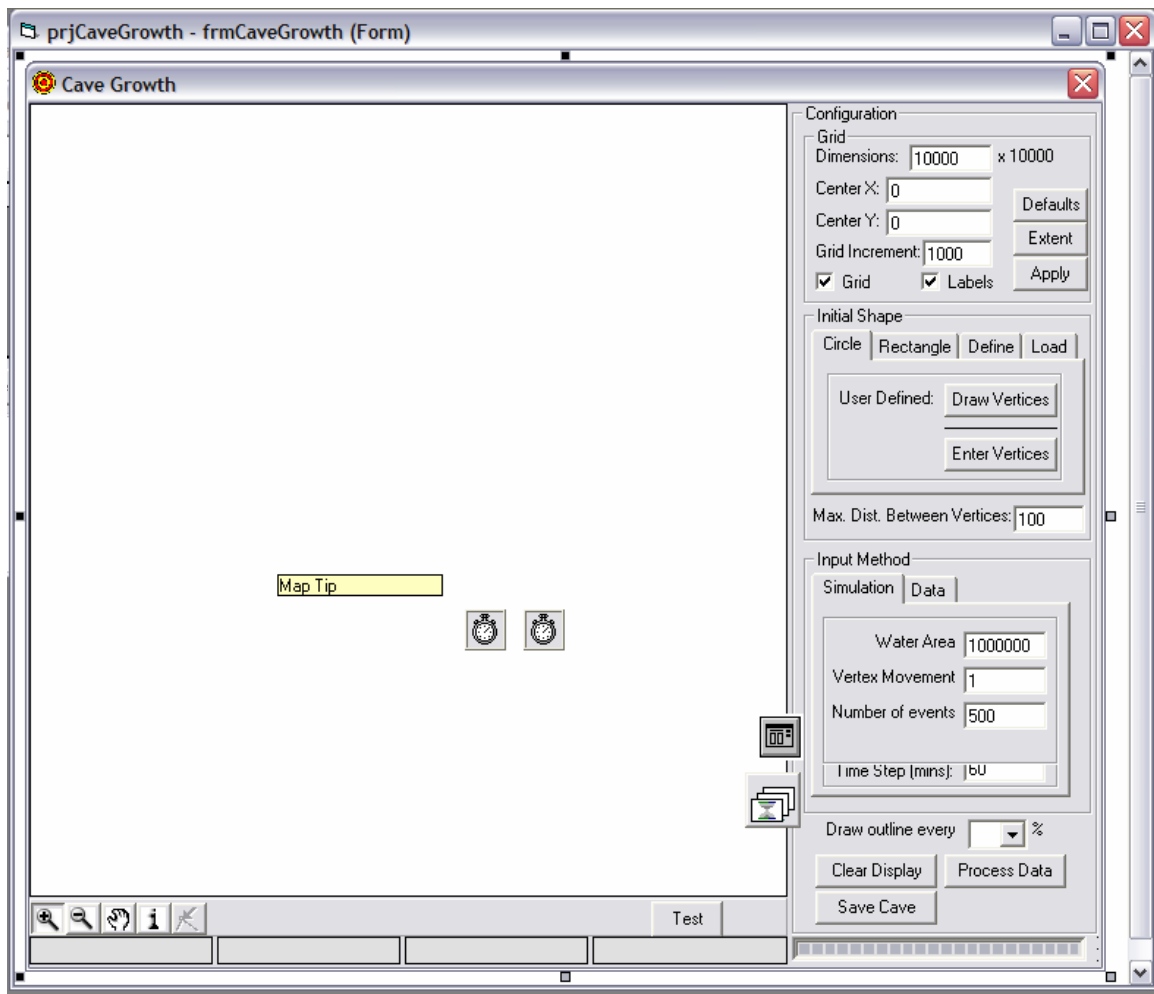 prjCaveGrowth - frmCaveGrowth (Form)
Cave Growth
Configuration
Grid
Dimensions: 10000 x 10000
Center X: 0
Center Y: 0
Grid Increment: 1000
Defaults
Extent
Apply
Grid Labels
Initial Shape
Circle Rectangle Define Load
User Defined: Draw Vertices
Enter Vertices
Max. Dist. Between Vertices: 100
Input Method
Simulation Data
Water Area 1000000
Vertex Movement 1
Number of events 500
Time Step (mins): 60
Draw outline every %
Clear Display Process Data
Save Cave
Map Tip
Test